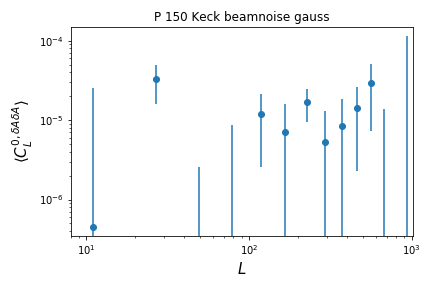 P 150 Keck beamnoise gauss
⟨C_L^{0, δAδA}⟩
10⁻⁴
10⁻⁵
10⁻⁶
10¹ 10² 10³
L